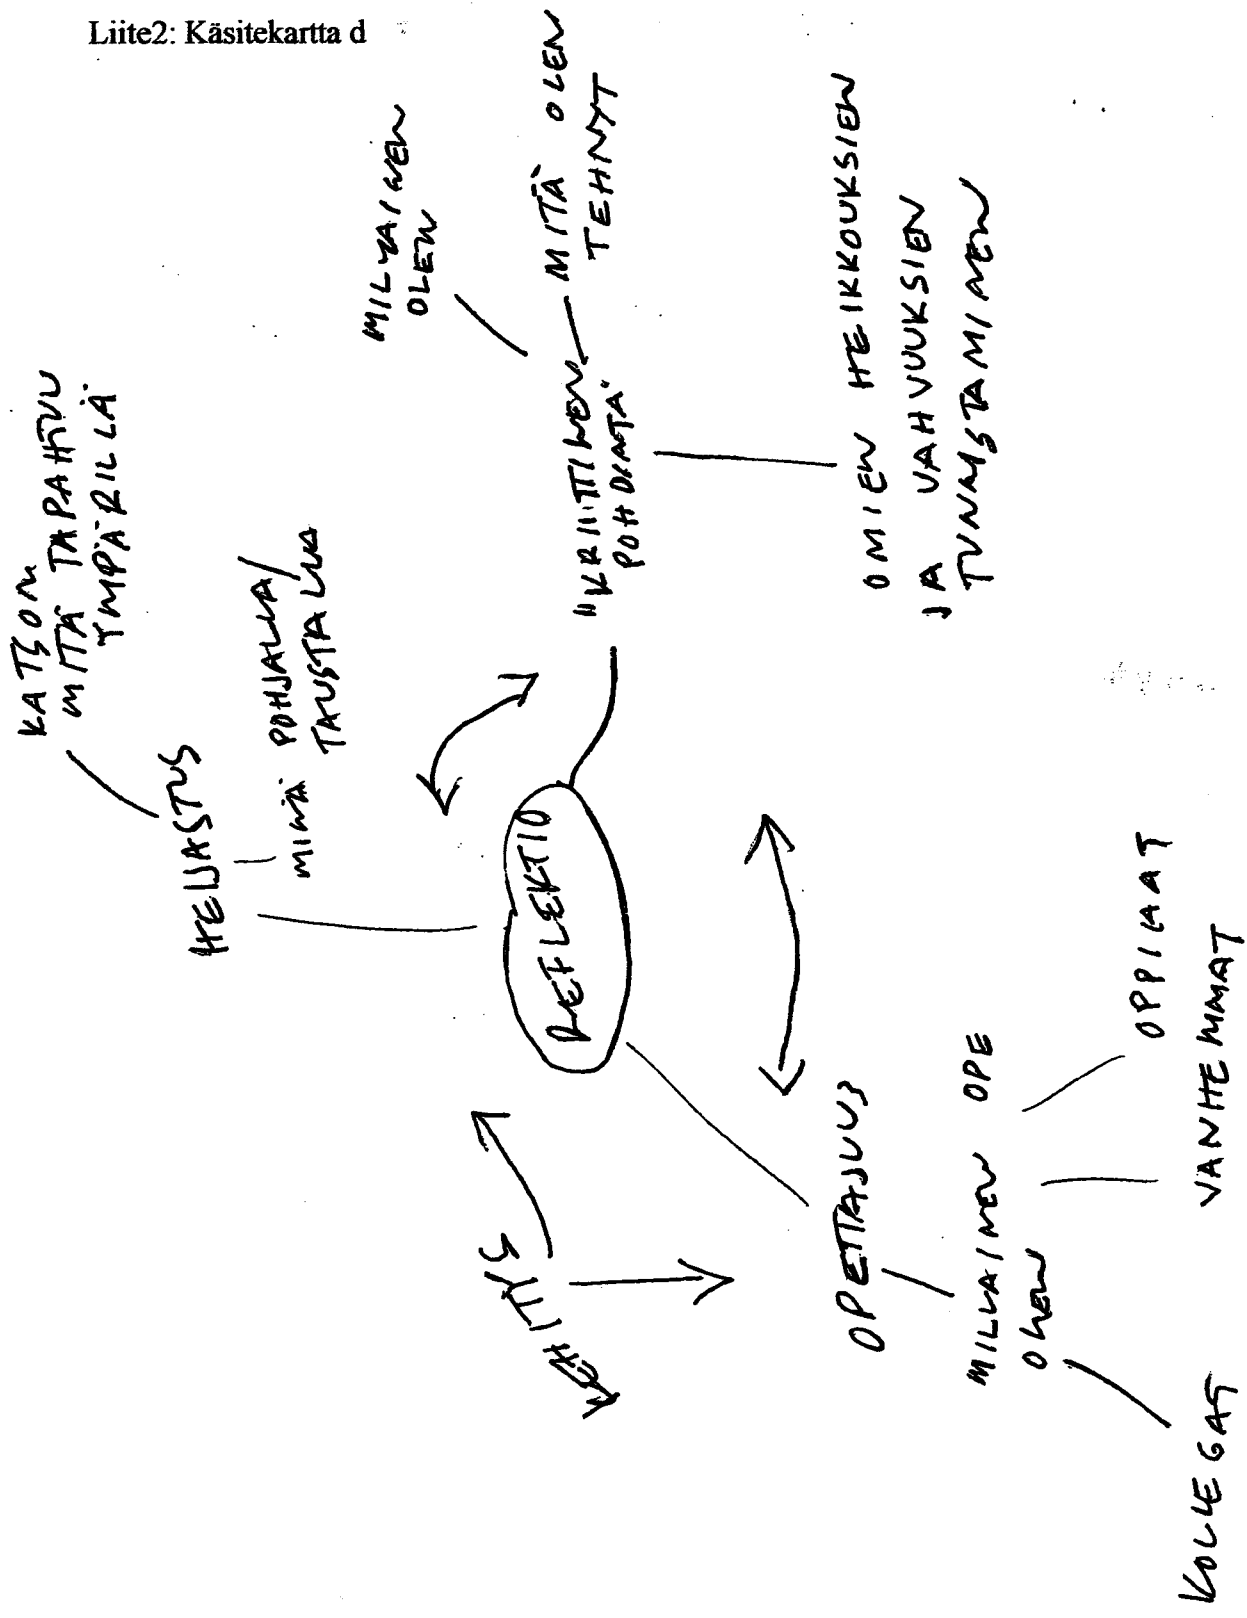 Liite2: Käsitekartta d
KATSON
MITÄ TAPAHTUU
YMPÄRILLÄ
HEIJASTUS
MINÄ POHJALLA/
TAUSTALLA
MILLAINEN
OLEN
"KRIITTINEN
POHDINTA"
MITÄ OLEN
TEHNYT
OMIEN HEIKKOUKSIEN
JA VAHVUUKSIEN
TUNNISTAMINEN
REFLEKTIO
KEHITYS
OPETTAJUUS
MILLAINEN OPE
OLEN
OPPILAAT
VANHEMMAT
KOLLEGAT